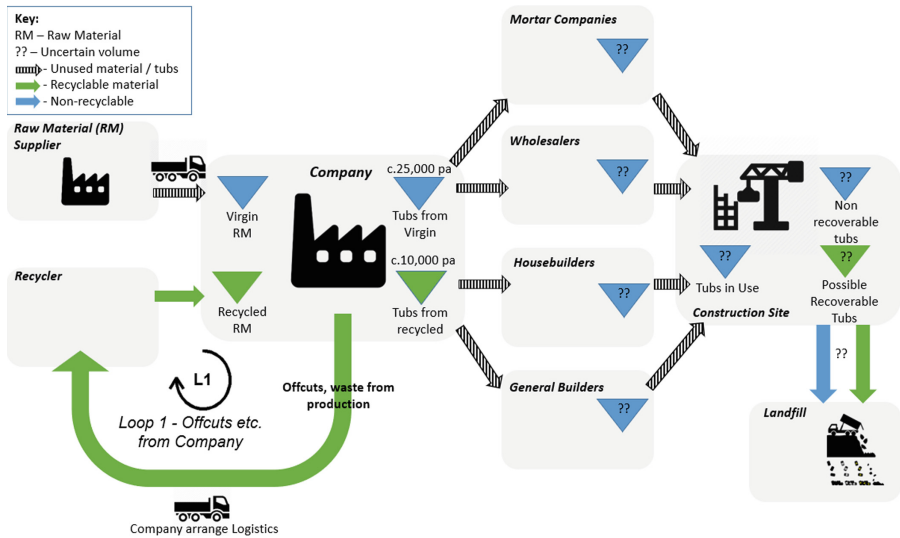 Key:
RM – Raw Material
?? – Uncertain volume
- Unused material / tubs
- Recyclable material
- Non-recyclable
Raw Material (RM)
Supplier
Recycler
Company
Virgin
RM
Recycled
RM
c.25,000 pa
Tubs from
Virgin
c.10,000 pa
Tubs from
recycled
L1
Loop 1 - Offcuts etc.
from Company
Offcuts, waste from
production
Company arrange Logistics
Mortar Companies
??
Wholesalers
??
Housebuilders
??
General Builders
??
??
Non
recoverable
tubs
??
Tubs in Use
??
Possible
Recoverable
Tubs
Construction Site
??
Landfill